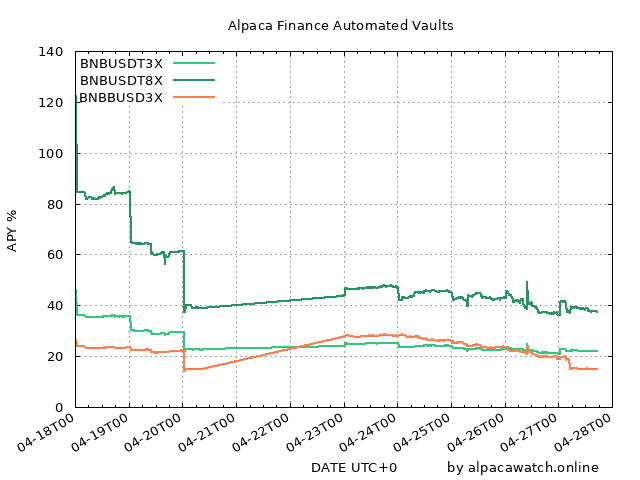 Alpaca Finance Automated Vaults
140
120
100
80
60
40
20
0
APY %
BNBUSDT3X
BNBUSDT8X
BNBBUSD3X
04-18T00
04-19T00
04-20T00
04-21T00
04-22T00
04-23T00
04-24T00
04-25T00
04-26T00
04-27T00
04-28T00
DATE UTC+0
by alpacawatch.online